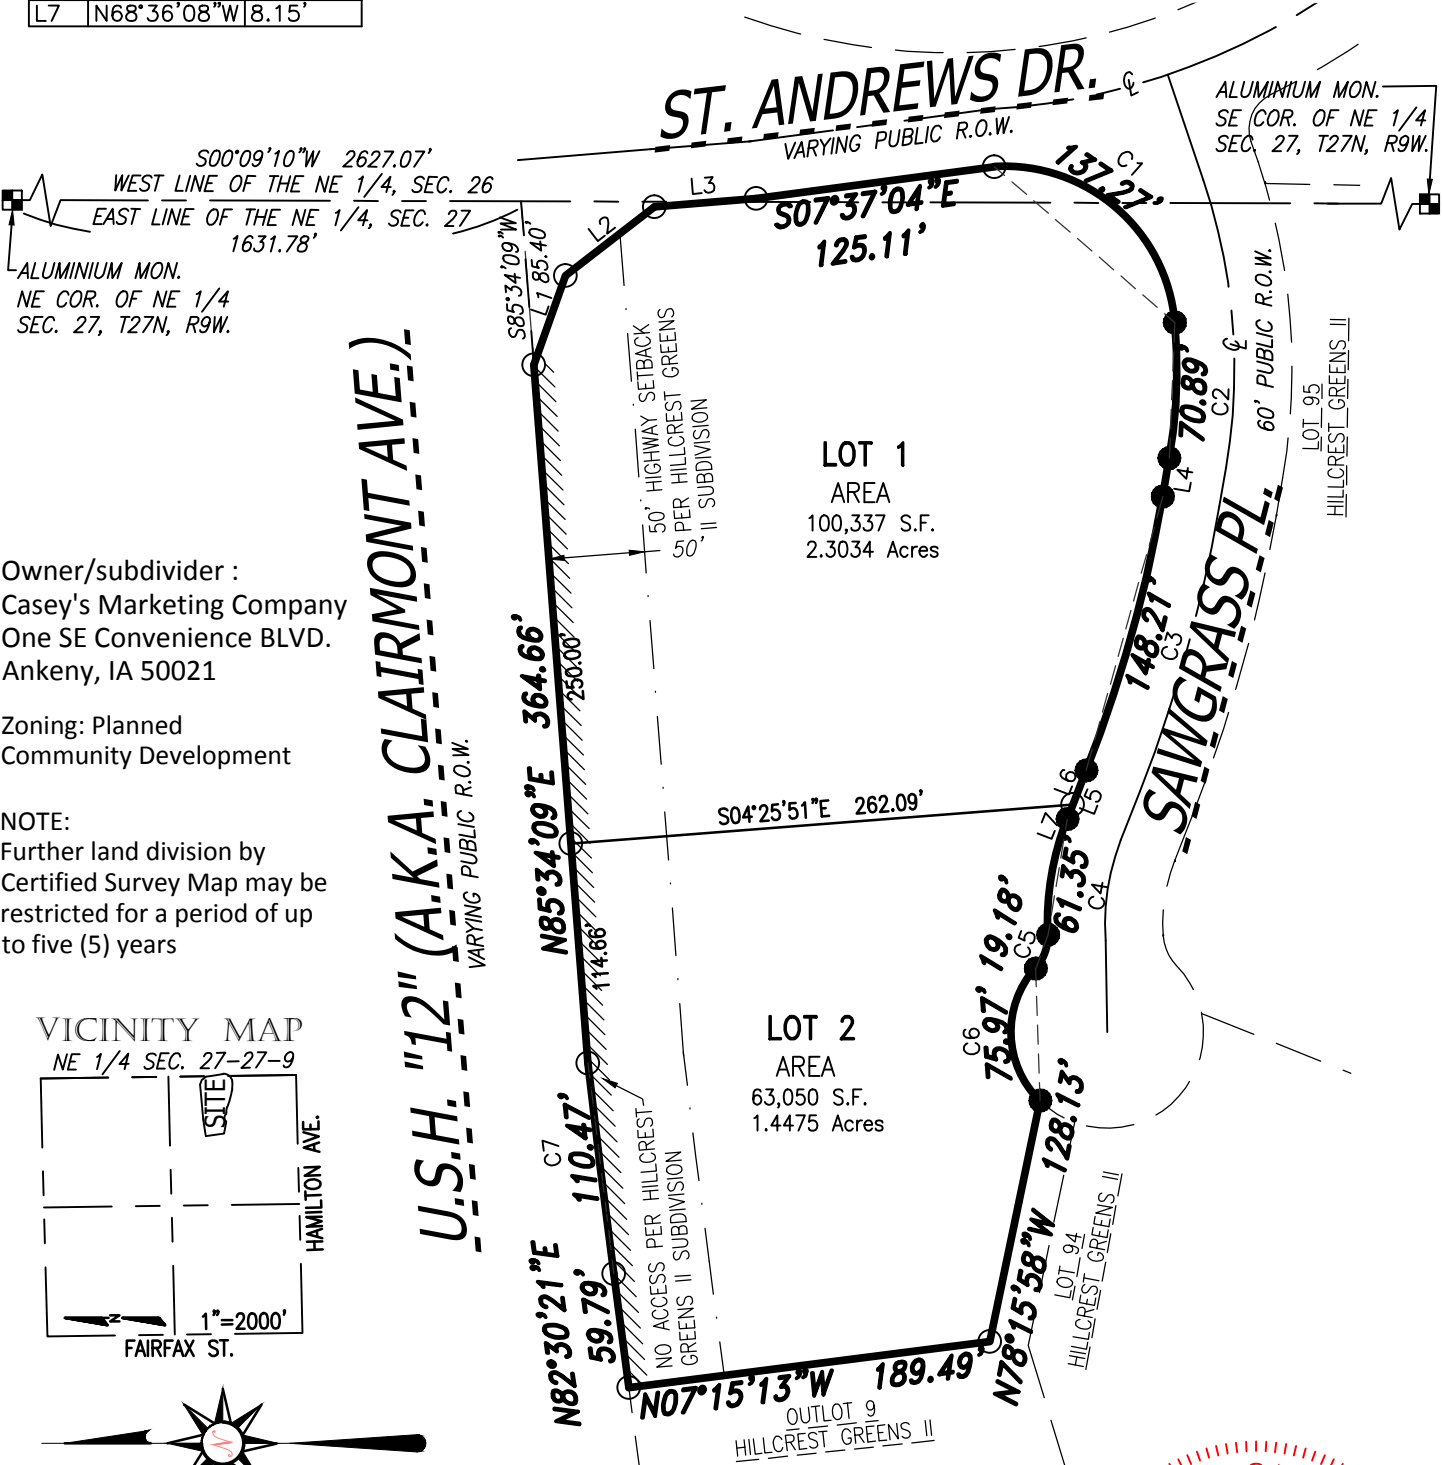 L7 N68°36'08"W 8.15'
ST. ANDREWS DR.
VARYING PUBLIC R.O.W.
ALUMINIUM MON.
SE COR. OF NE 1/4
SEC. 27, T27N, R9W.
S00°09'10"W 2627.07'
WEST LINE OF THE NE 1/4, SEC. 26
EAST LINE OF THE NE 1/4, SEC. 27
1631.78'
ALUMINIUM MON.
NE COR. OF NE 1/4
SEC. 27, T27N, R9W.
S85°34'09"W
85.40'
L1
L2
L3
S07°37'04"E
125.11'
C1
137.27'
70.89'
C2
60' PUBLIC R.O.W.
LOT 95
HILLCREST GREENS II
L4
50' HIGHWAY SETBACK
PER HILLCREST GREENS
II SUBDIVISION
50'
LOT 1
AREA
100,337 S.F.
2.3034 Acres
U.S.H. "12" (A.K.A. CLAIRMONT AVE.)
VARYING PUBLIC R.O.W.
Owner/subdivider :
Casey's Marketing Company
One SE Convenience BLVD.
Ankeny, IA 50021
Zoning: Planned
Community Development
NOTE:
Further land division by
Certified Survey Map may be
restricted for a period of up
to five (5) years
N85°34'09"E 364.66'
250.00'
114.66'
148.21'
C3
SAWGRASS PL.
L6
L5
L7
S04°25'51"E 262.09'
61.35'
C4
19.18'
C5
75.97'
C6
LOT 2
AREA
63,050 S.F.
1.4475 Acres
C7
110.47'
NO ACCESS PER HILLCREST
GREENS II SUBDIVISION
N82°30'21"E
59.79'
N07°15'13"W 189.49'
N78°15'58"W 128.13'
LOT 94
HILLCREST GREENS II
OUTLOT 9
HILLCREST GREENS II
VICINITY MAP
NE 1/4 SEC. 27-27-9
SITE
HAMILTON AVE.
N
1"=2000'
FAIRFAX ST.
N